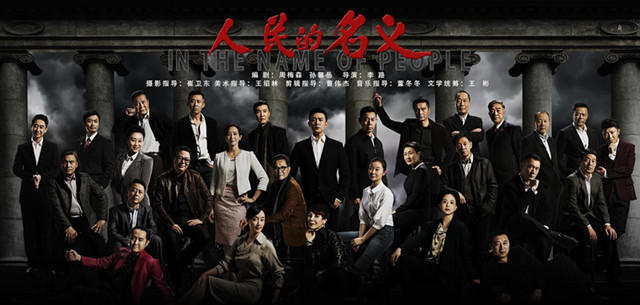 人民的名义
IN THE NAME OF PEOPLE
编 剧：周梅森 孙馨岳 导演：李 路
摄影指导：崔卫东 美术指导：王绍林 剪辑指导：曹伟杰 音乐指导：董冬冬 文学统筹：王 彬